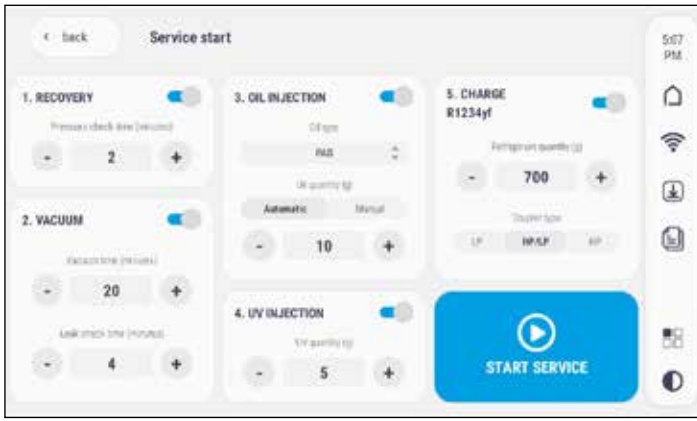 ‹ back
Service start
5:07
PM
1. RECOVERY
Pressure check time (minutes)
-
2
+
2. VACUUM
Vacuum time (minutes)
-
20
+
Leak check time (minutes)
-
4
+
3. OIL INJECTION
Oil type
PAG
Oil quantity (g)
Automatic
Manual
-
10
+
4. UV INJECTION
UV quantity (g)
-
5
+
5. CHARGE
R1234yf
Refrigerant quantity (g)
-
700
+
Coupler type
LP
HP/LP
HP
START SERVICE